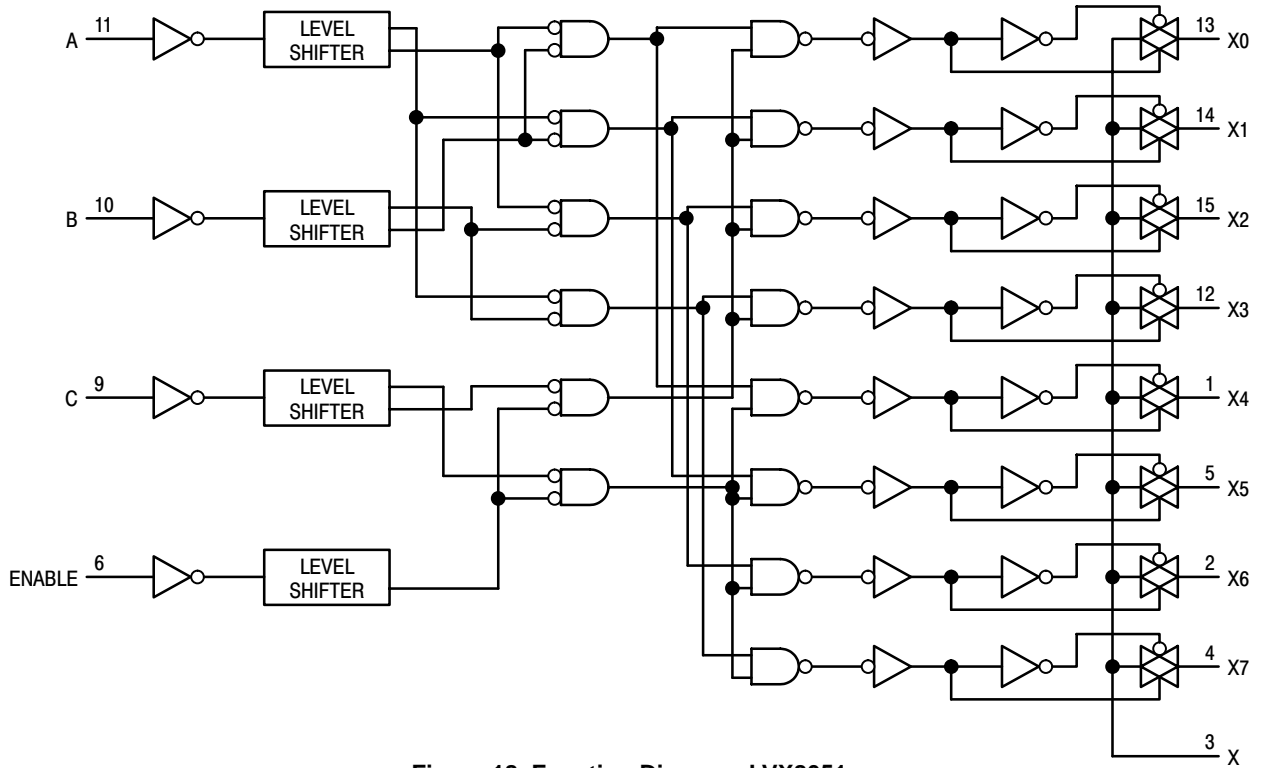 11
A
LEVEL
SHIFTER
13
X0
14
X1
10
B
LEVEL
SHIFTER
15
X2
12
X3
9
C
LEVEL
SHIFTER
1
X4
5
X5
6
ENABLE
LEVEL
SHIFTER
2
X6
4
X7
3
X